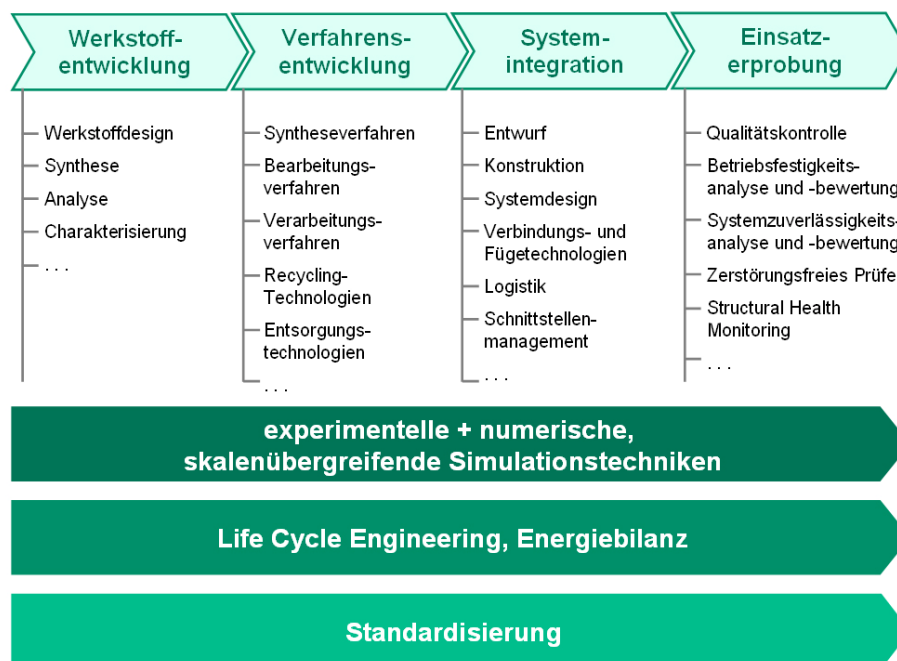 Werkstoff-
entwicklung
Verfahrens-
entwicklung
System-
integration
Einsatz-
erprobung
Werkstoffdesign
Synthese
Analyse
Charakterisierung
. . .
Syntheseverfahren
Bearbeitungs-
verfahren
Verarbeitungs-
verfahren
Recycling-
Technologien
Entsorgungs-
technologien
. . .
Entwurf
Konstruktion
Systemdesign
Verbindungs- und
Fügetechnologien
Logistik
Schnittstellen-
management
. . .
Qualitätskontrolle
Betriebsfestigkeits-
analyse und -bewertung
Systemzuverlässigkeits-
analyse und -bewertung
Zerstörungsfreies Prüfe
Structural Health
Monitoring
. . .
experimentelle + numerische,
skalenübergreifende Simulationstechniken
Life Cycle Engineering, Energiebilanz
Standardisierung